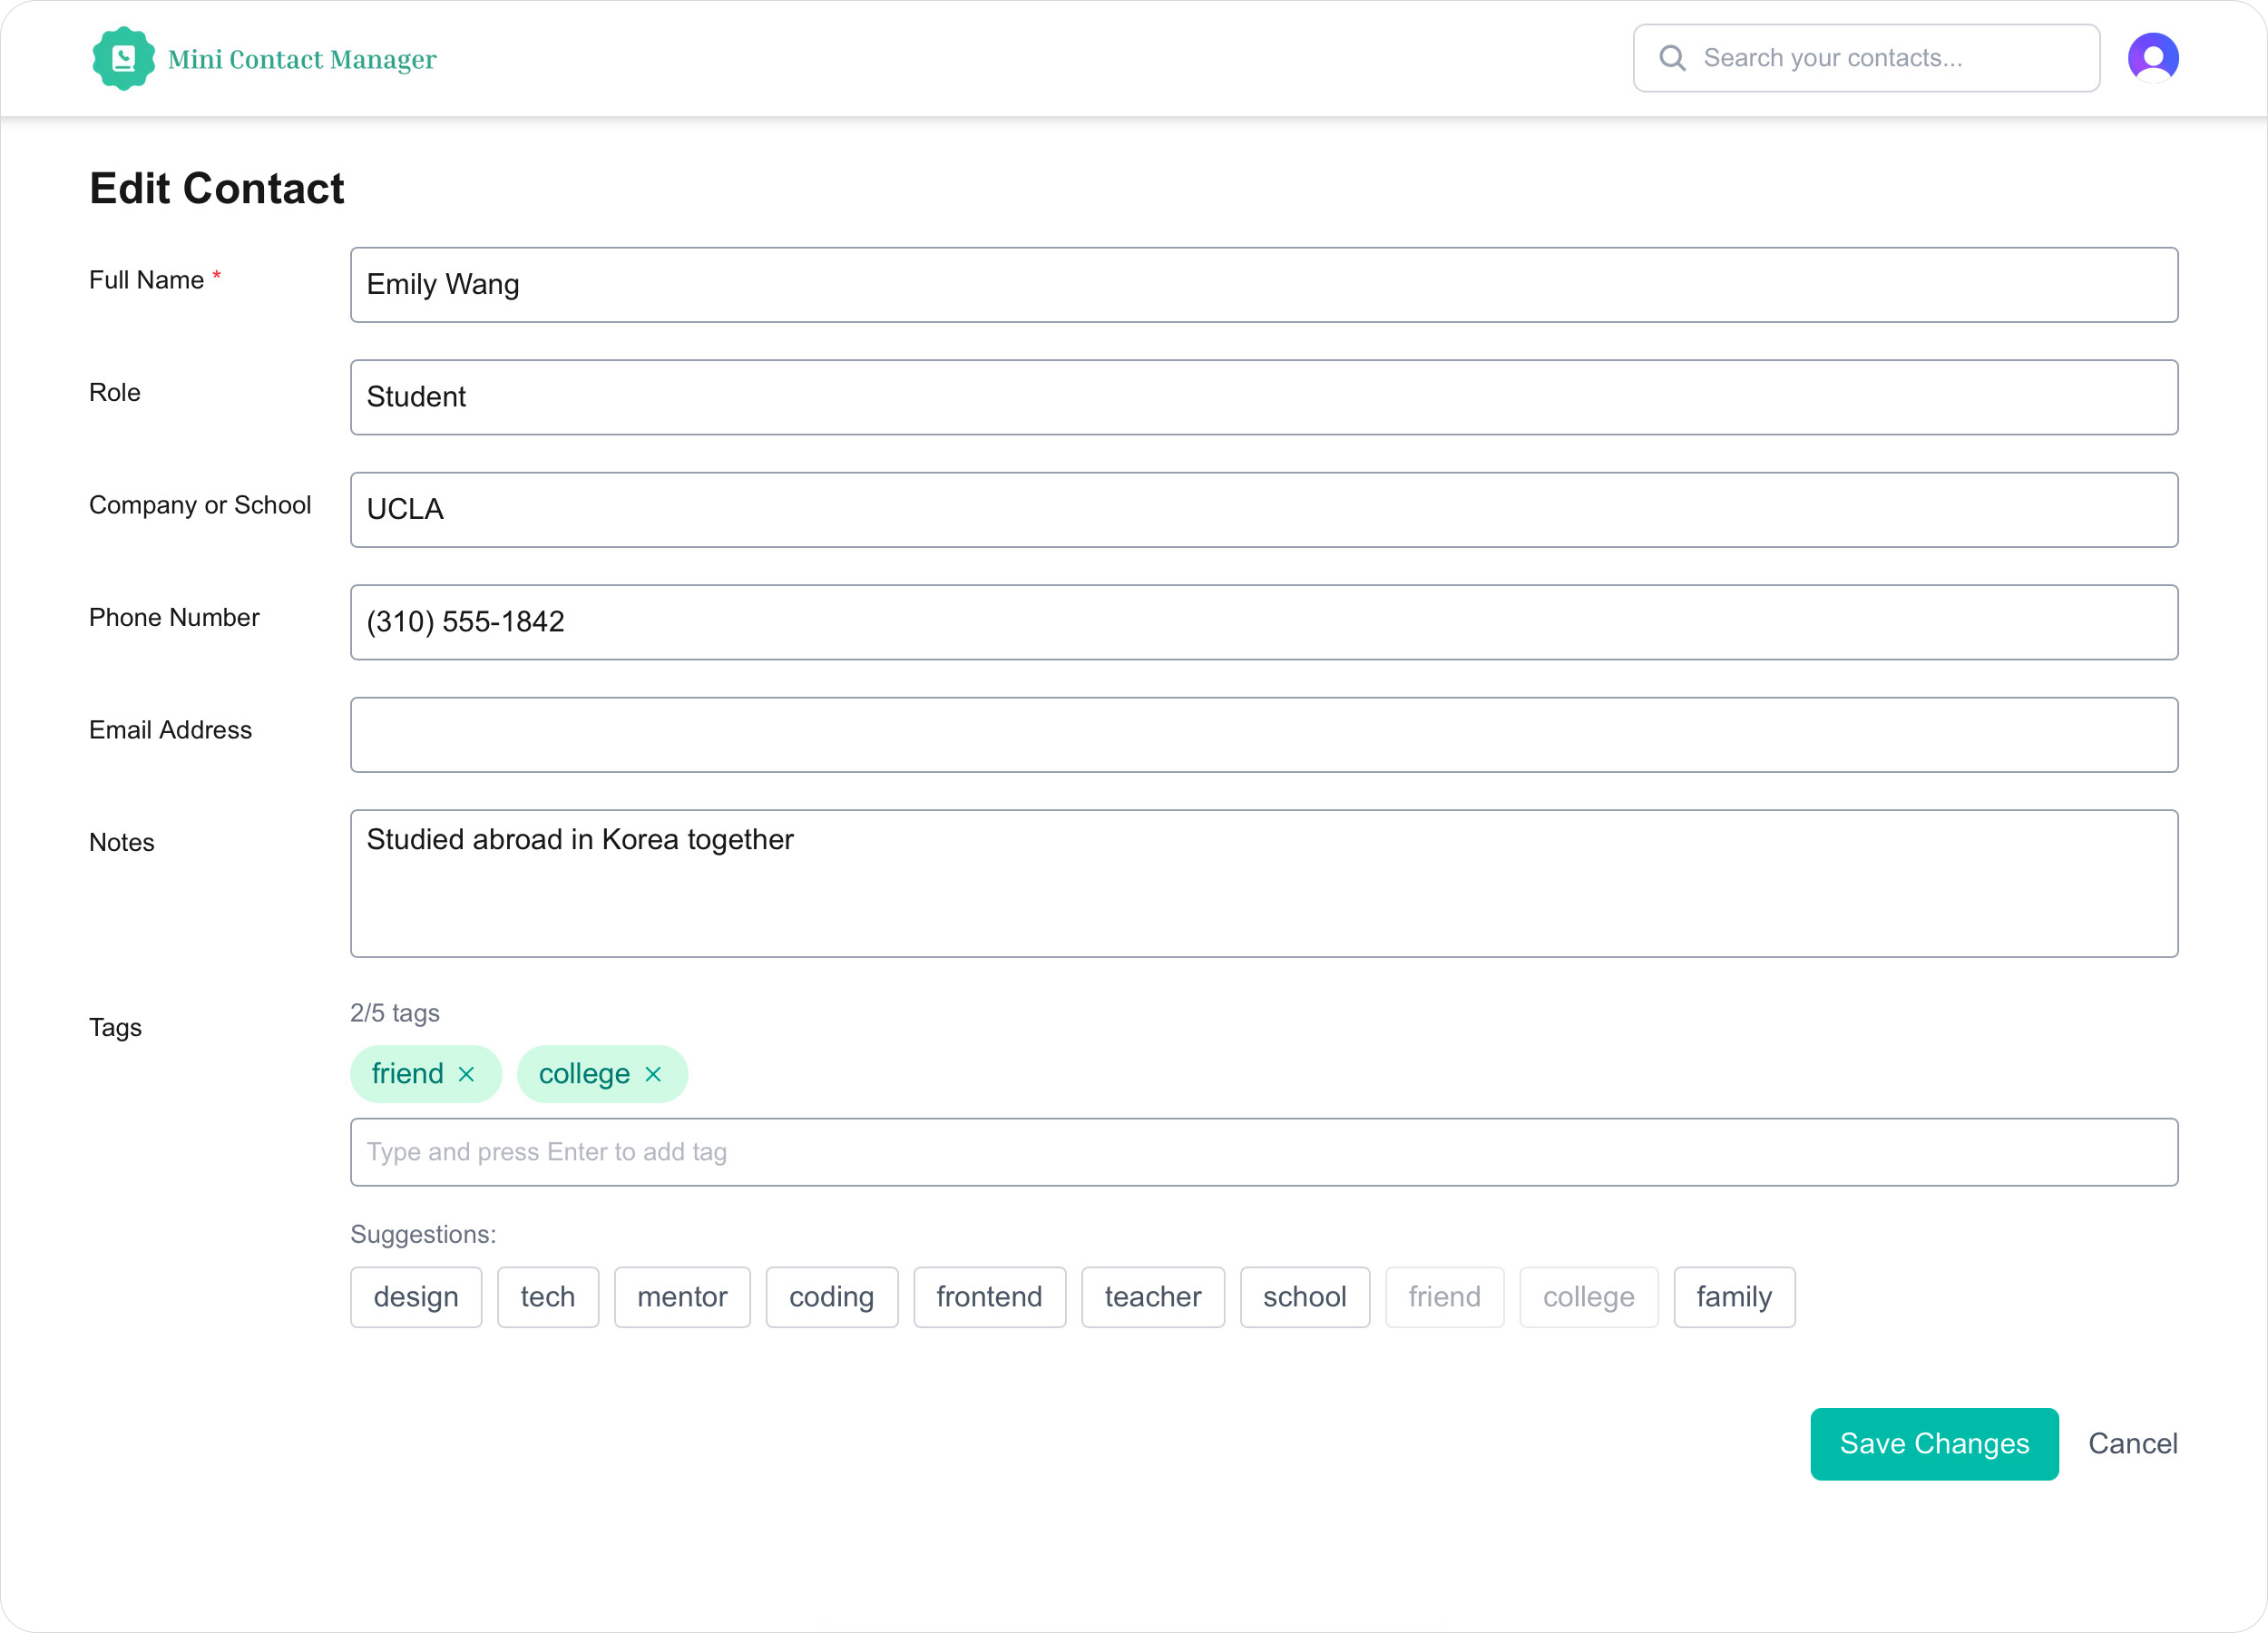 Mini Contact Manager
Search your contacts...
Edit Contact
Full Name *
Emily Wang
Role
Student
Company or School
UCLA
Phone Number
(310) 555-1842
Email Address
Notes
Studied abroad in Korea together
Tags
2/5 tags
friend × college ×
Type and press Enter to add tag
Suggestions:
design tech mentor coding frontend teacher school friend college family
Save Changes Cancel